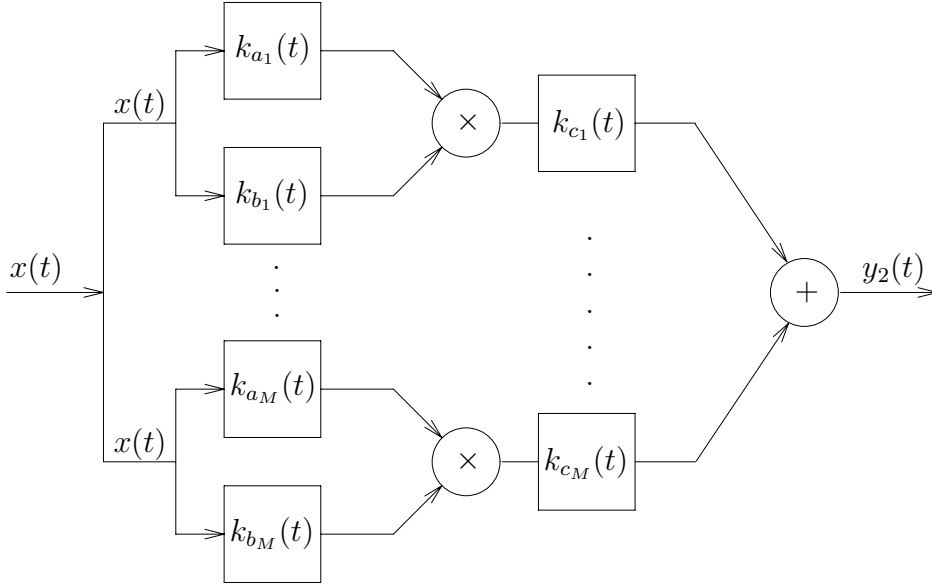 k_{a_1}(t)
x(t)
×
k_{c_1}(t)
k_{b_1}(t)
x(t)
+
y_2(t)
k_{a_M}(t)
x(t)
×
k_{c_M}(t)
k_{b_M}(t)